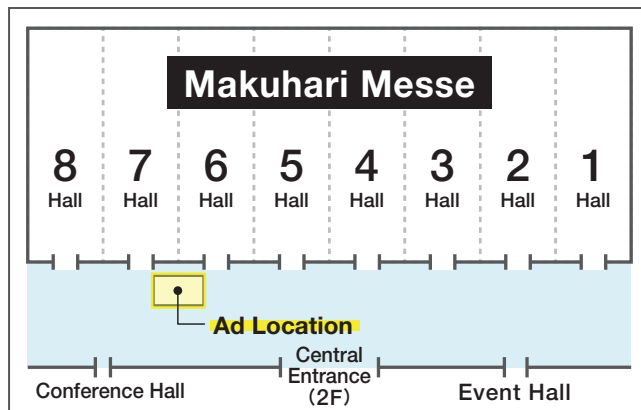 Makuhari Messe
8 7 6 5 4 3 2 1
Hall Hall Hall Hall Hall Hall Hall Hall
Ad Location
Central
Entrance
(2F)
Conference Hall
Event Hall